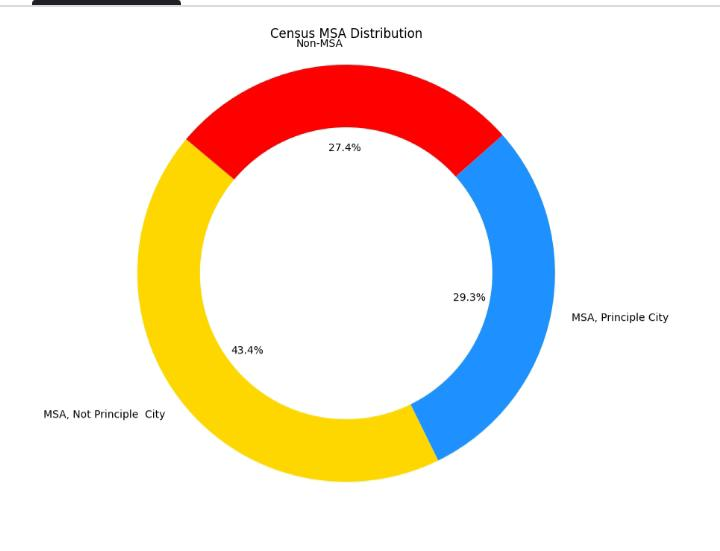 Census MSA Distribution
Non-MSA
27.4%
29.3%
MSA, Principle City
43.4%
MSA, Not Principle  City